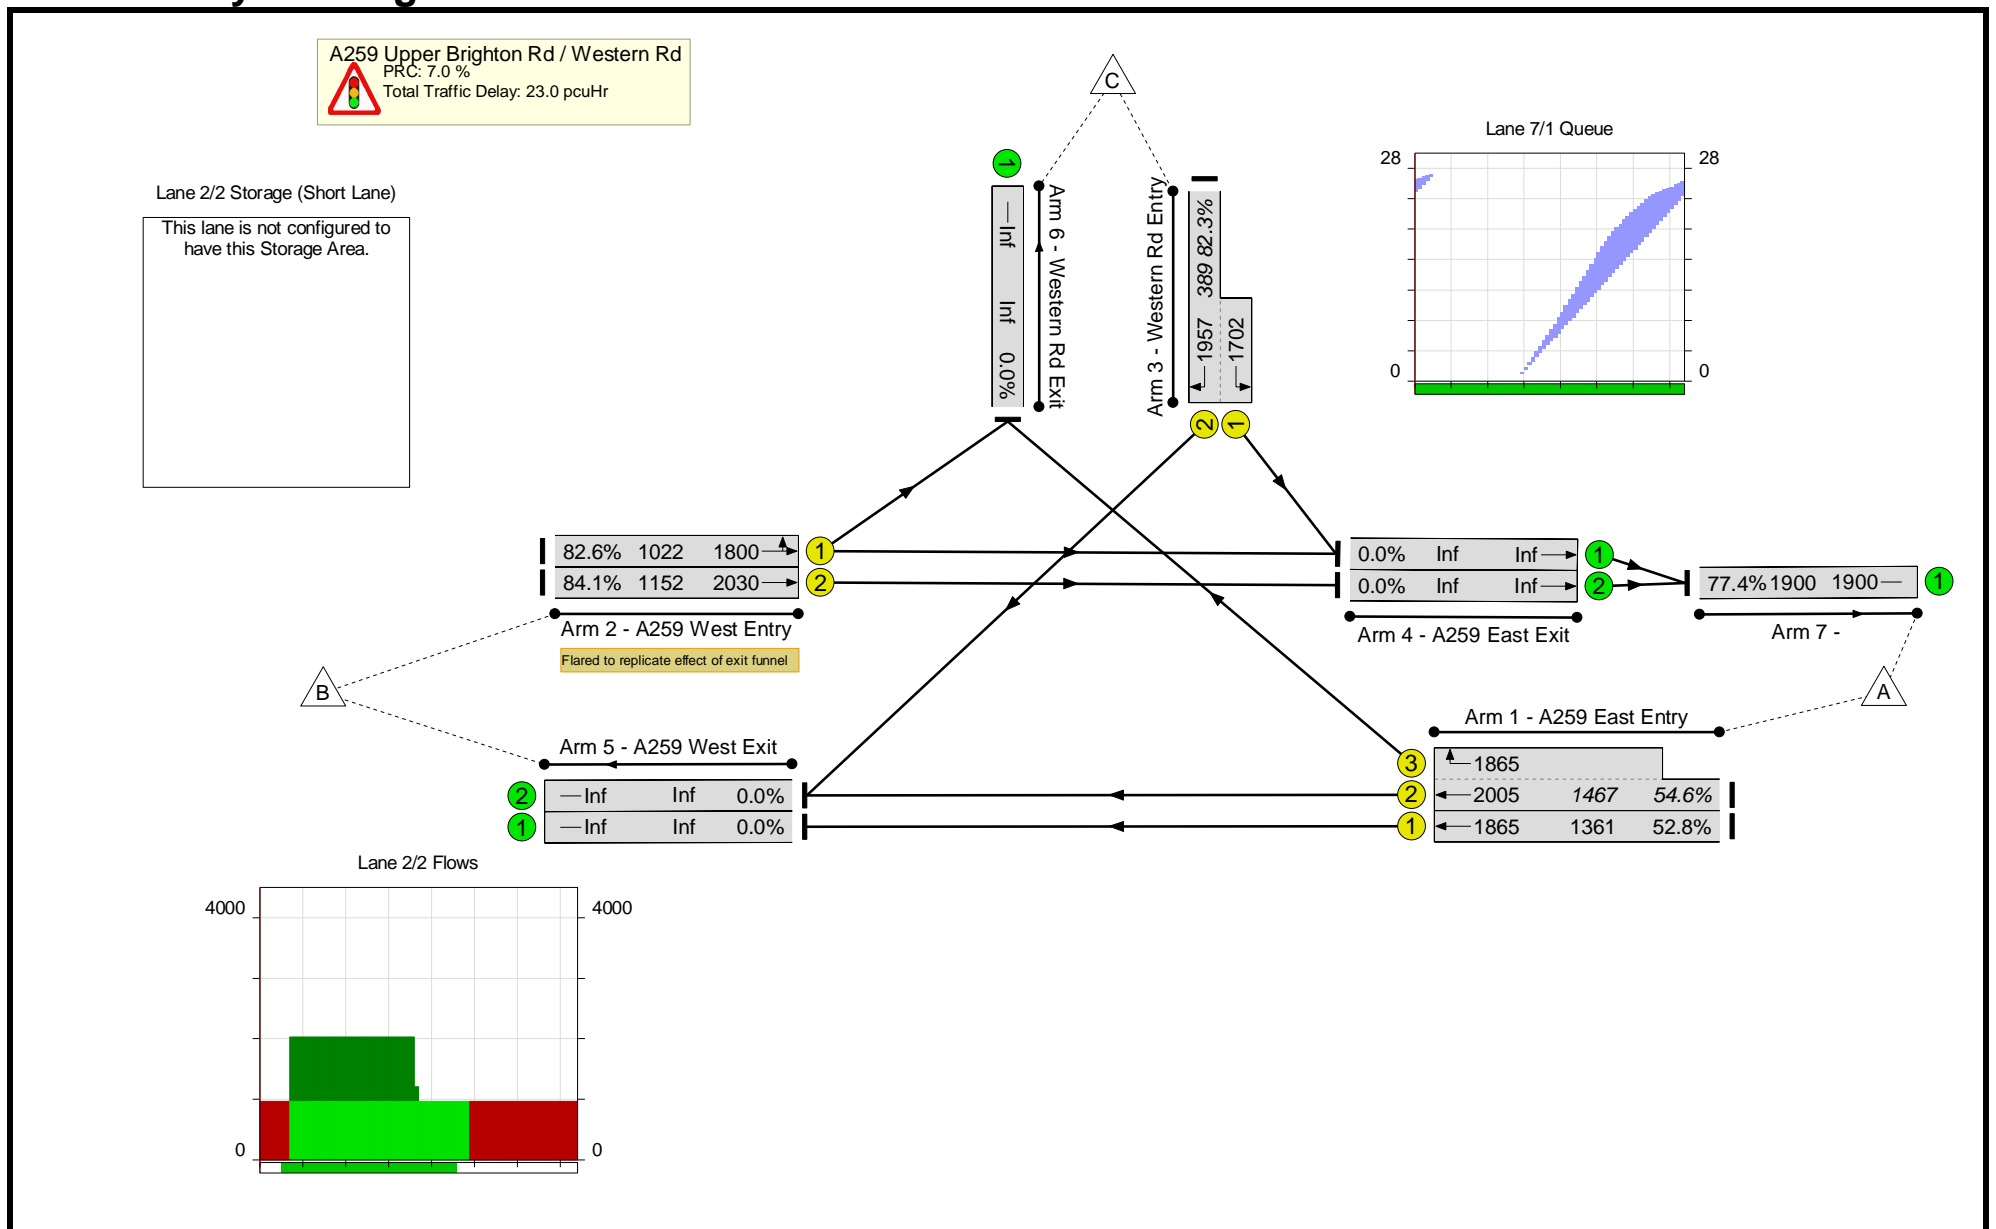 A259 Upper Brighton Rd / Western Rd
PRC: 7.0 %
Total Traffic Delay: 23.0 pcuHr
C
Lane 7/1 Queue
28
28
0
0
Lane 2/2 Storage (Short Lane)
This lane is not configured to
have this Storage Area.
1
Inf Inf 0.0%
Arm 6 - Western Rd Exit
Arm 3 - Western Rd Entry
1957 389 82.3%
1702
2
1
82.6% 1022 1800
1
84.1% 1152 2030
2
Arm 2 - A259 West Entry
Flared to replicate effect of exit funnel
0.0% Inf Inf
1
0.0% Inf Inf
2
Arm 4 - A259 East Exit
77.4% 1900 1900
1
Arm 7 -
B
A
Arm 1 - A259 East Entry
3
1865
2
2005 1467 54.6%
1
1865 1361 52.8%
Arm 5 - A259 West Exit
2
Inf Inf 0.0%
1
Inf Inf 0.0%
Lane 2/2 Flows
4000
4000
0
0